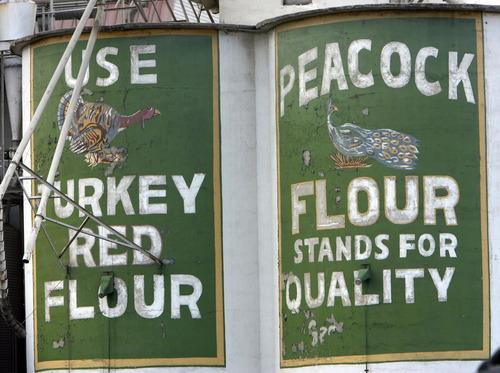 USE
TURKEY
RED
FLOUR
PEACOCK
FLOUR
STANDS FOR
QUALITY